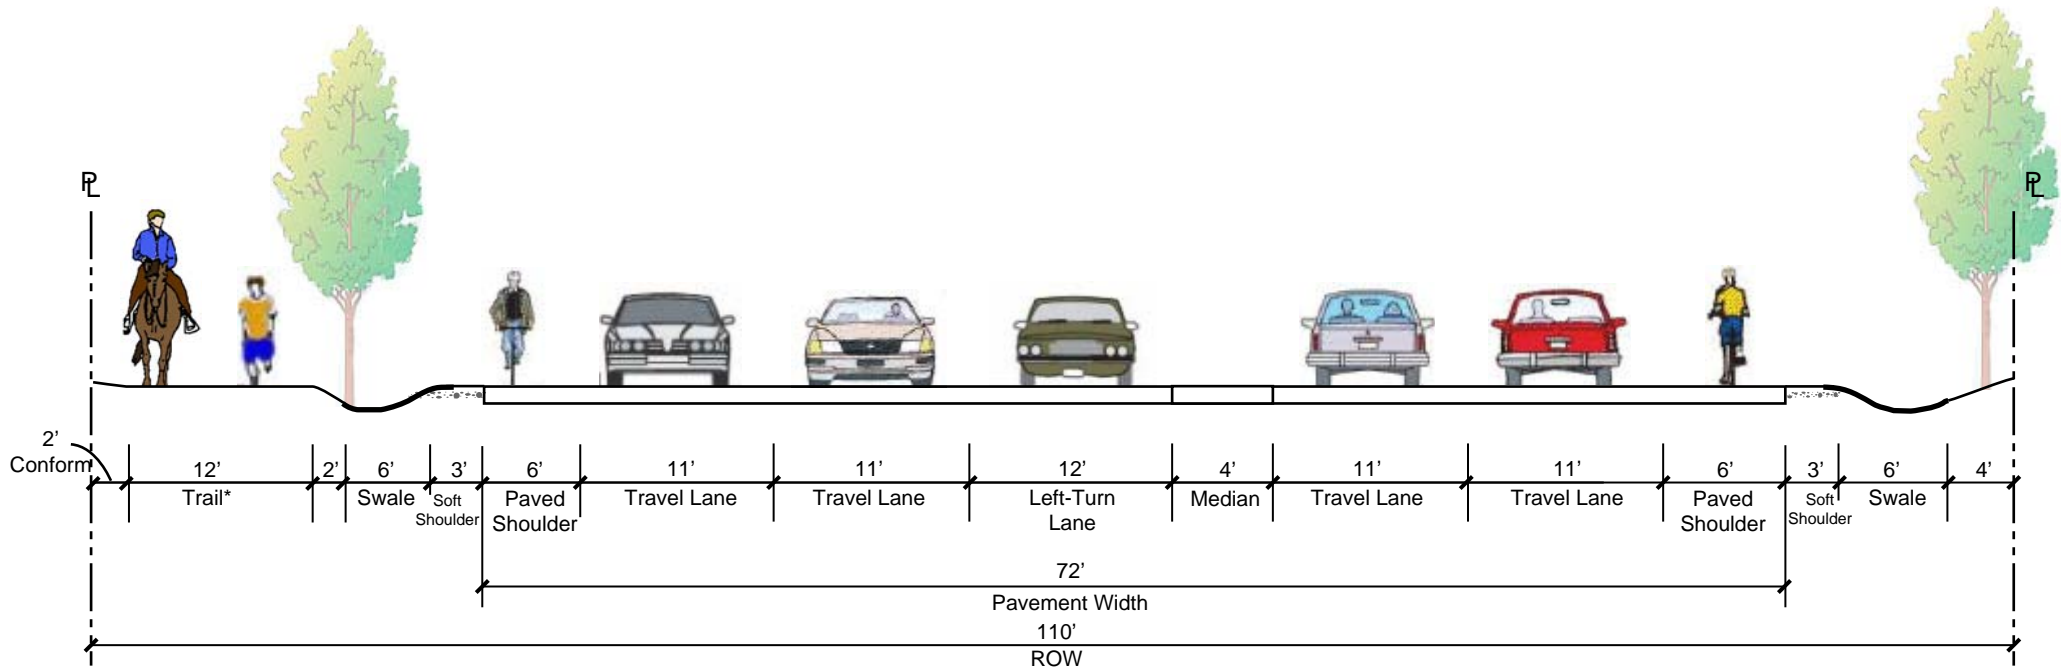 PL
PL
2’
Conform
12’
Trail*
2’
6’
Swale
3’
Soft
Shoulder
6’
Paved
Shoulder
11’
Travel Lane
11’
Travel Lane
12’
Left-Turn
Lane
4’
Median
11’
Travel Lane
11’
Travel Lane
6’
Paved
Shoulder
3’
Soft
Shoulder
6’
Swale
4’
72’
Pavement Width
110’
ROW